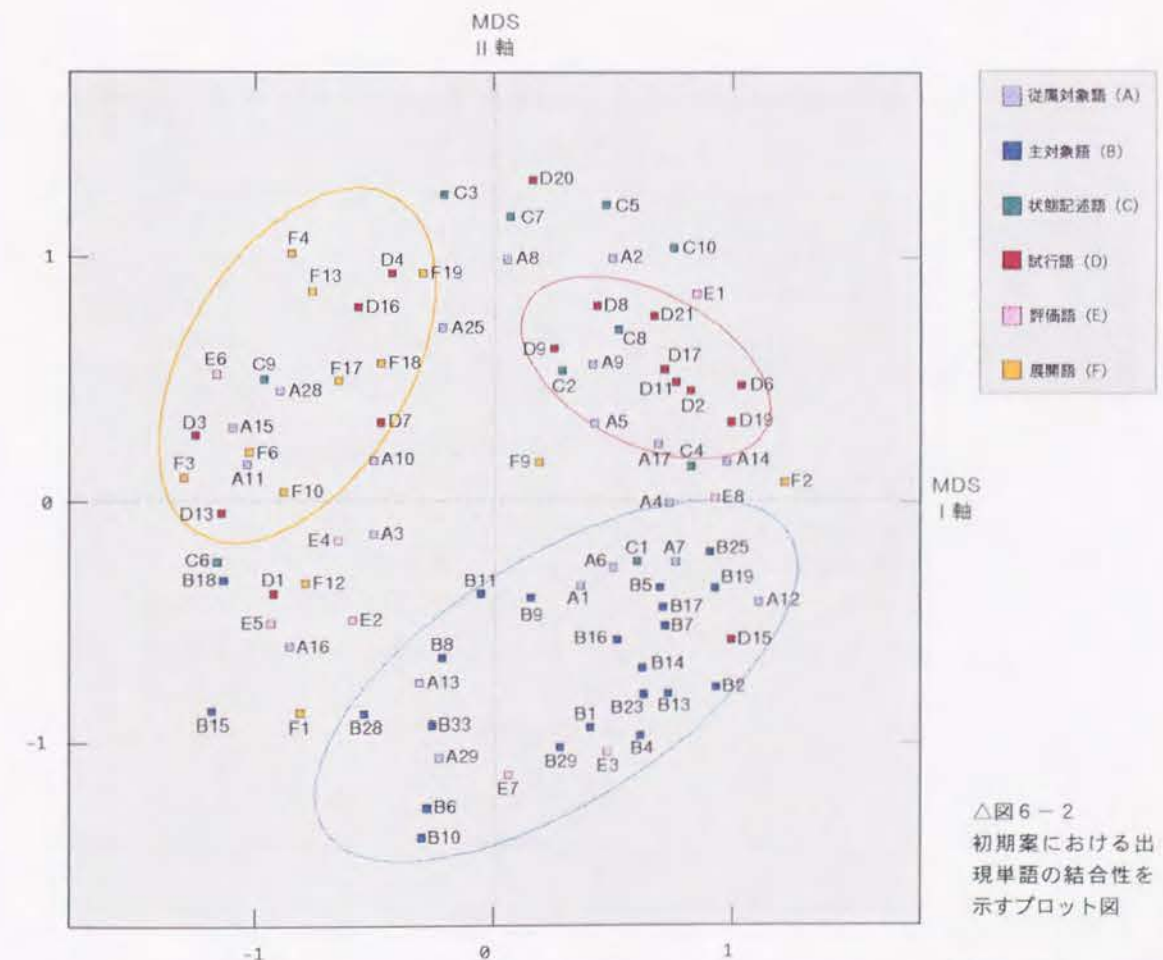 MDS
II 軸
従属対象語 (A)
主対象語 (B)
状態記述語 (C)
試行語 (D)
評価語 (E)
展開語 (F)
D20
C3
C7
C5
F4
D4
F13
F19
A8
A2
C10
1
D16
E1
D8
D21
A25
C8
D9
D17
E6
C9
F17
F18
A9
A28
C2
D11
D2
D6
D3
A15
D7
A5
D19
F6
F3
A11
F10
A10
F9
A17
C4
A14
F2
0
D13
A4
E8
MDS
I 軸
E4
A3
C6
B18
A6
C1
A7
B25
D1
F12
B11
B9
A1
B5
B19
A12
E5
E2
B17
B7
A16
B16
D15
B8
B14
A13
B23
B13
B2
B15
F1
B28
B33
B1
B4
-1
A29
B29
E3
E7
B6
B10
△図6-2
初期案における出
現単語の結合性を
示すプロット図
-1
0
1